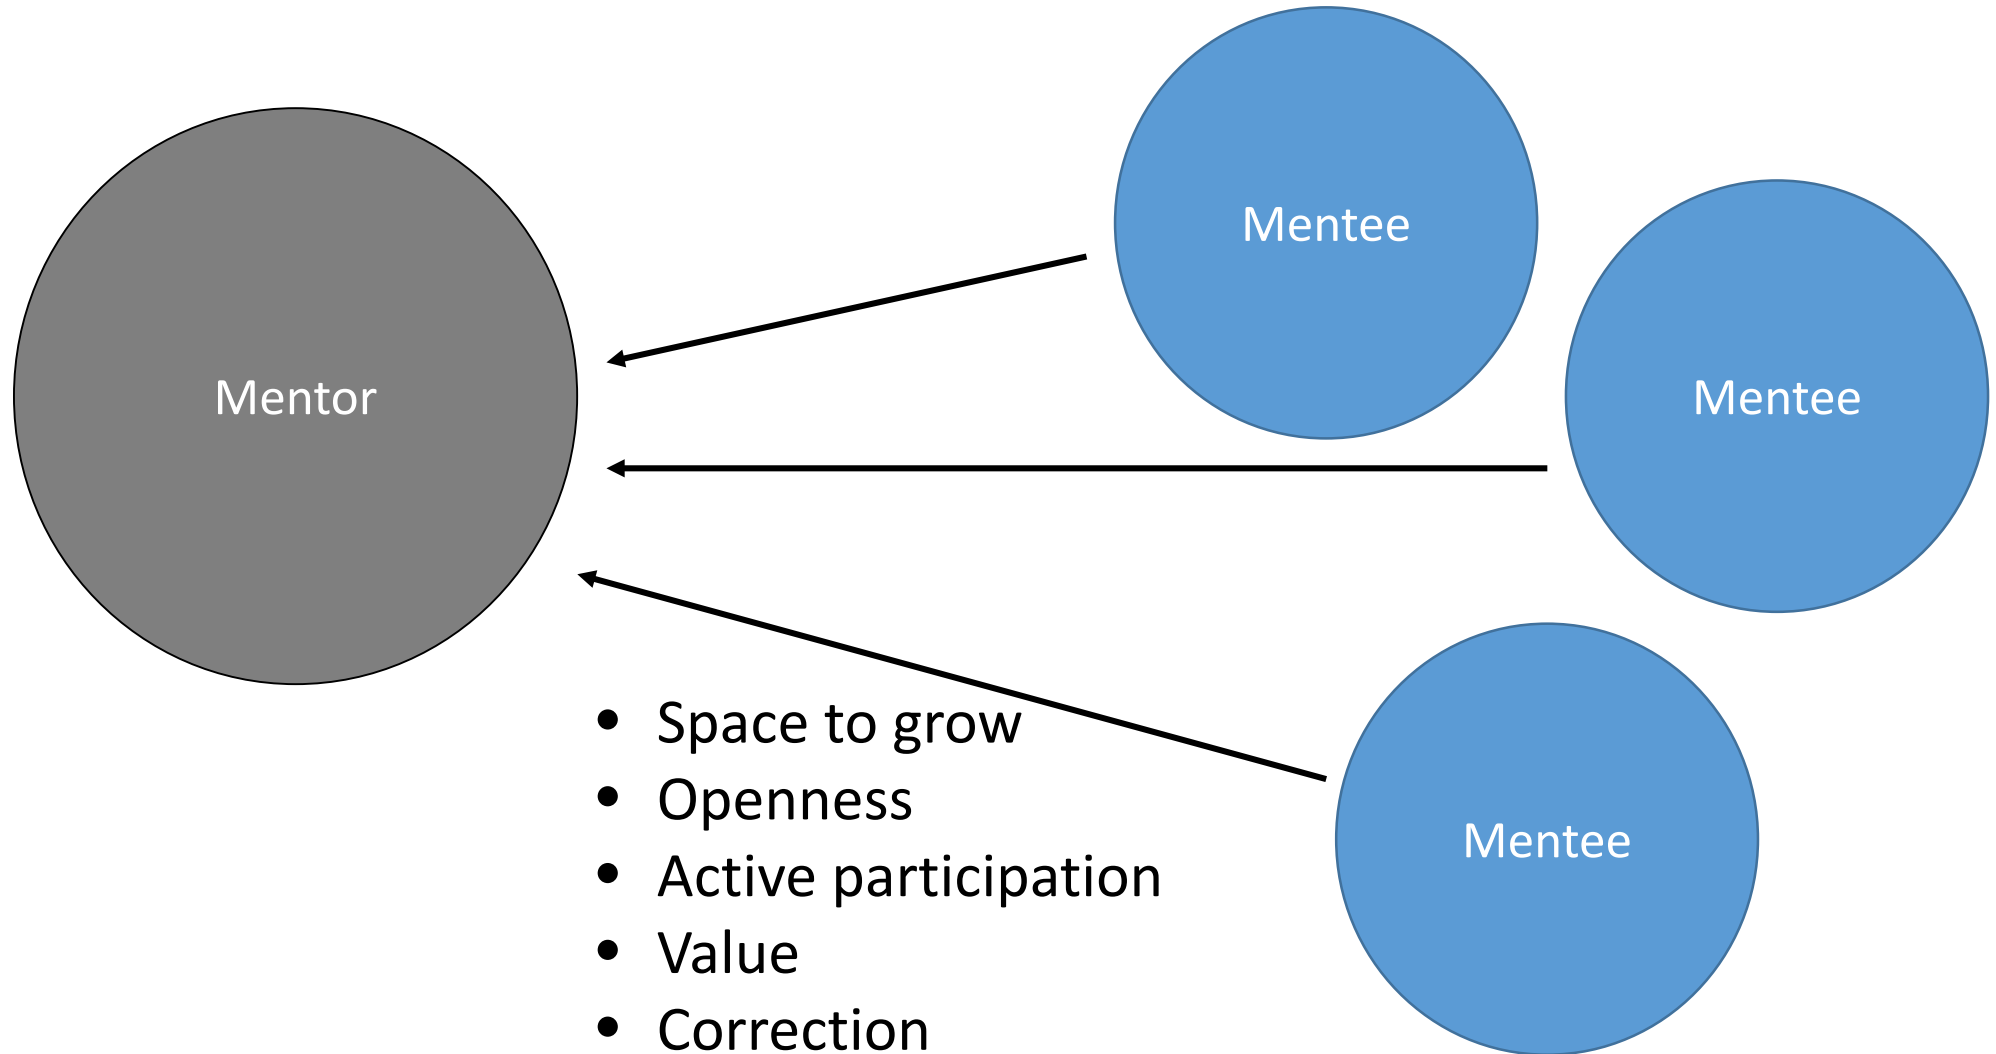 Mentee
Mentor
Mentee
• Space to grow
• Openness
• Active participation
• Value
• Correction
Mentee